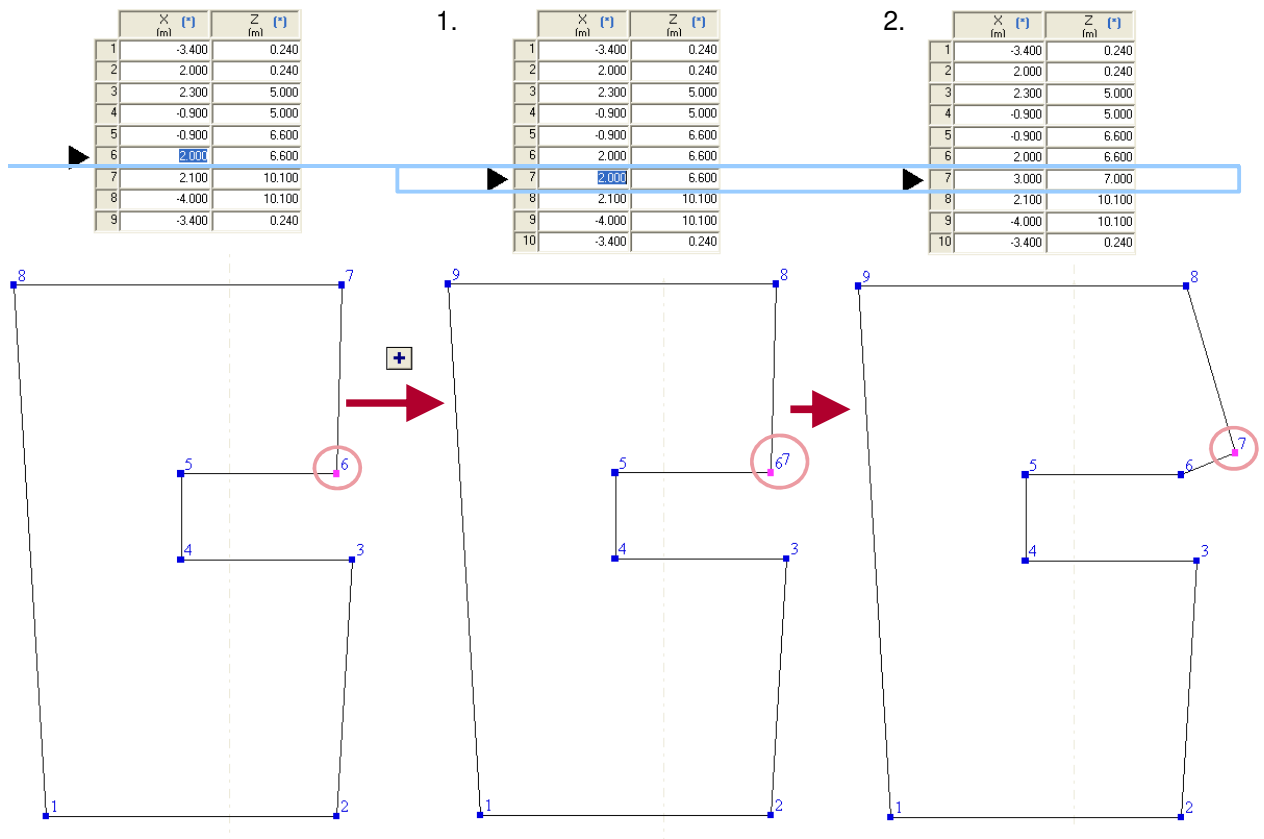 1.
2.
X (*) Z (*)
(m) (m)
1 -3.400 0.240
2 2.000 0.240
3 2.300 5.000
4 -0.900 5.000
5 -0.900 6.600
6 2.000 6.600
7 2.100 10.100
8 -4.000 10.100
9 -3.400 0.240
X (*) Z (*)
(m) (m)
1 -3.400 0.240
2 2.000 0.240
3 2.300 5.000
4 -0.900 5.000
5 -0.900 6.600
6 2.000 6.600
7 2.000 6.600
8 2.100 10.100
9 -4.000 10.100
10 -3.400 0.240
X (*) Z (*)
(m) (m)
1 -3.400 0.240
2 2.000 0.240
3 2.300 5.000
4 -0.900 5.000
5 -0.900 6.600
6 2.000 6.600
7 3.000 7.000
8 2.100 10.100
9 -4.000 10.100
10 -3.400 0.240
8 7
+
5 6
4 3
1 2
9 8
5 67
4 3
1 2
9 8
7
5 6
4 3
1 2